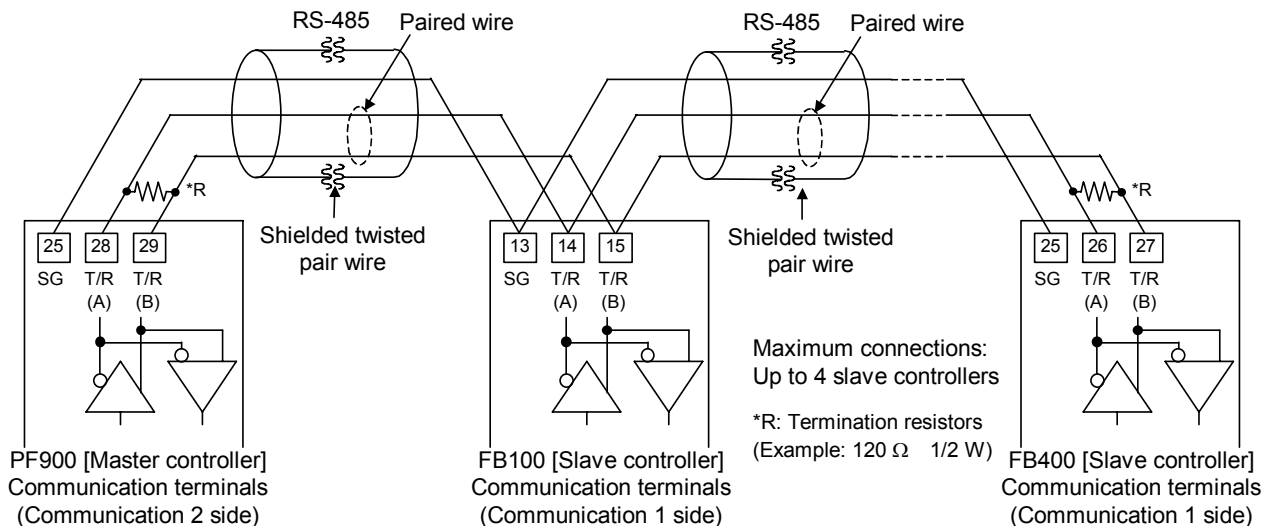 RS-485
Paired wire
RS-485
Paired wire
*R
*R
Shielded twisted
pair wire
Shielded twisted
pair wire
25 28 29
SG T/R T/R
(A) (B)
13 14 15
SG T/R T/R
(A) (B)
25 26 27
SG T/R T/R
(A) (B)
Maximum connections:
Up to 4 slave controllers
*R: Termination resistors
(Example: 120 Ω 1/2 W)
PF900 [Master controller]
Communication terminals
(Communication 2 side)
FB100 [Slave controller]
Communication terminals
(Communication 1 side)
FB400 [Slave controller]
Communication terminals
(Communication 1 side)